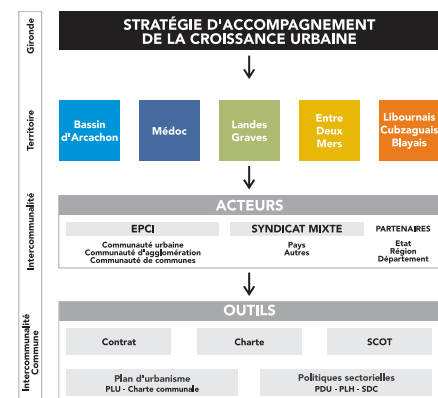 Gironde
STRATÉGIE D'ACCOMPAGNEMENT
DE LA CROISSANCE URBAINE
Territoire
Bassin
d'Arcachon
Médoc
Landes
Graves
Entre
Deux
Mers
Libournais
Cubzaguais
Blayais
Intercommunalité
ACTEURS
EPCI
Communauté urbaine
Communauté d'agglomération
Communauté de communes
SYNDICAT MIXTE
Pays
Autres
PARTENAIRES
Etat
Région
Département
Intercommunalité
Commune
OUTILS
Contrat
Charte
SCOT
Plan d'urbanisme
PLU - Charte communale
Politiques sectorielles
PDU - PLH - SDC